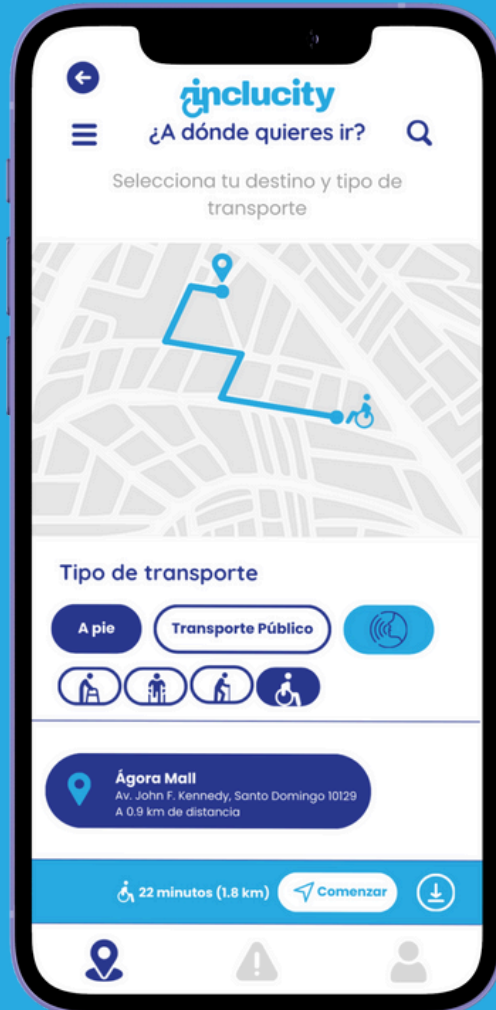 inclucity
¿A dónde quieres ir?
Selecciona tu destino y tipo de
transporte
Tipo de transporte
A pie
Transporte Público
Ágora Mall
Av. John F. Kennedy, Santo Domingo 10129
A 0.9 km de distancia
22 minutos (1.8 km)
Comenzar